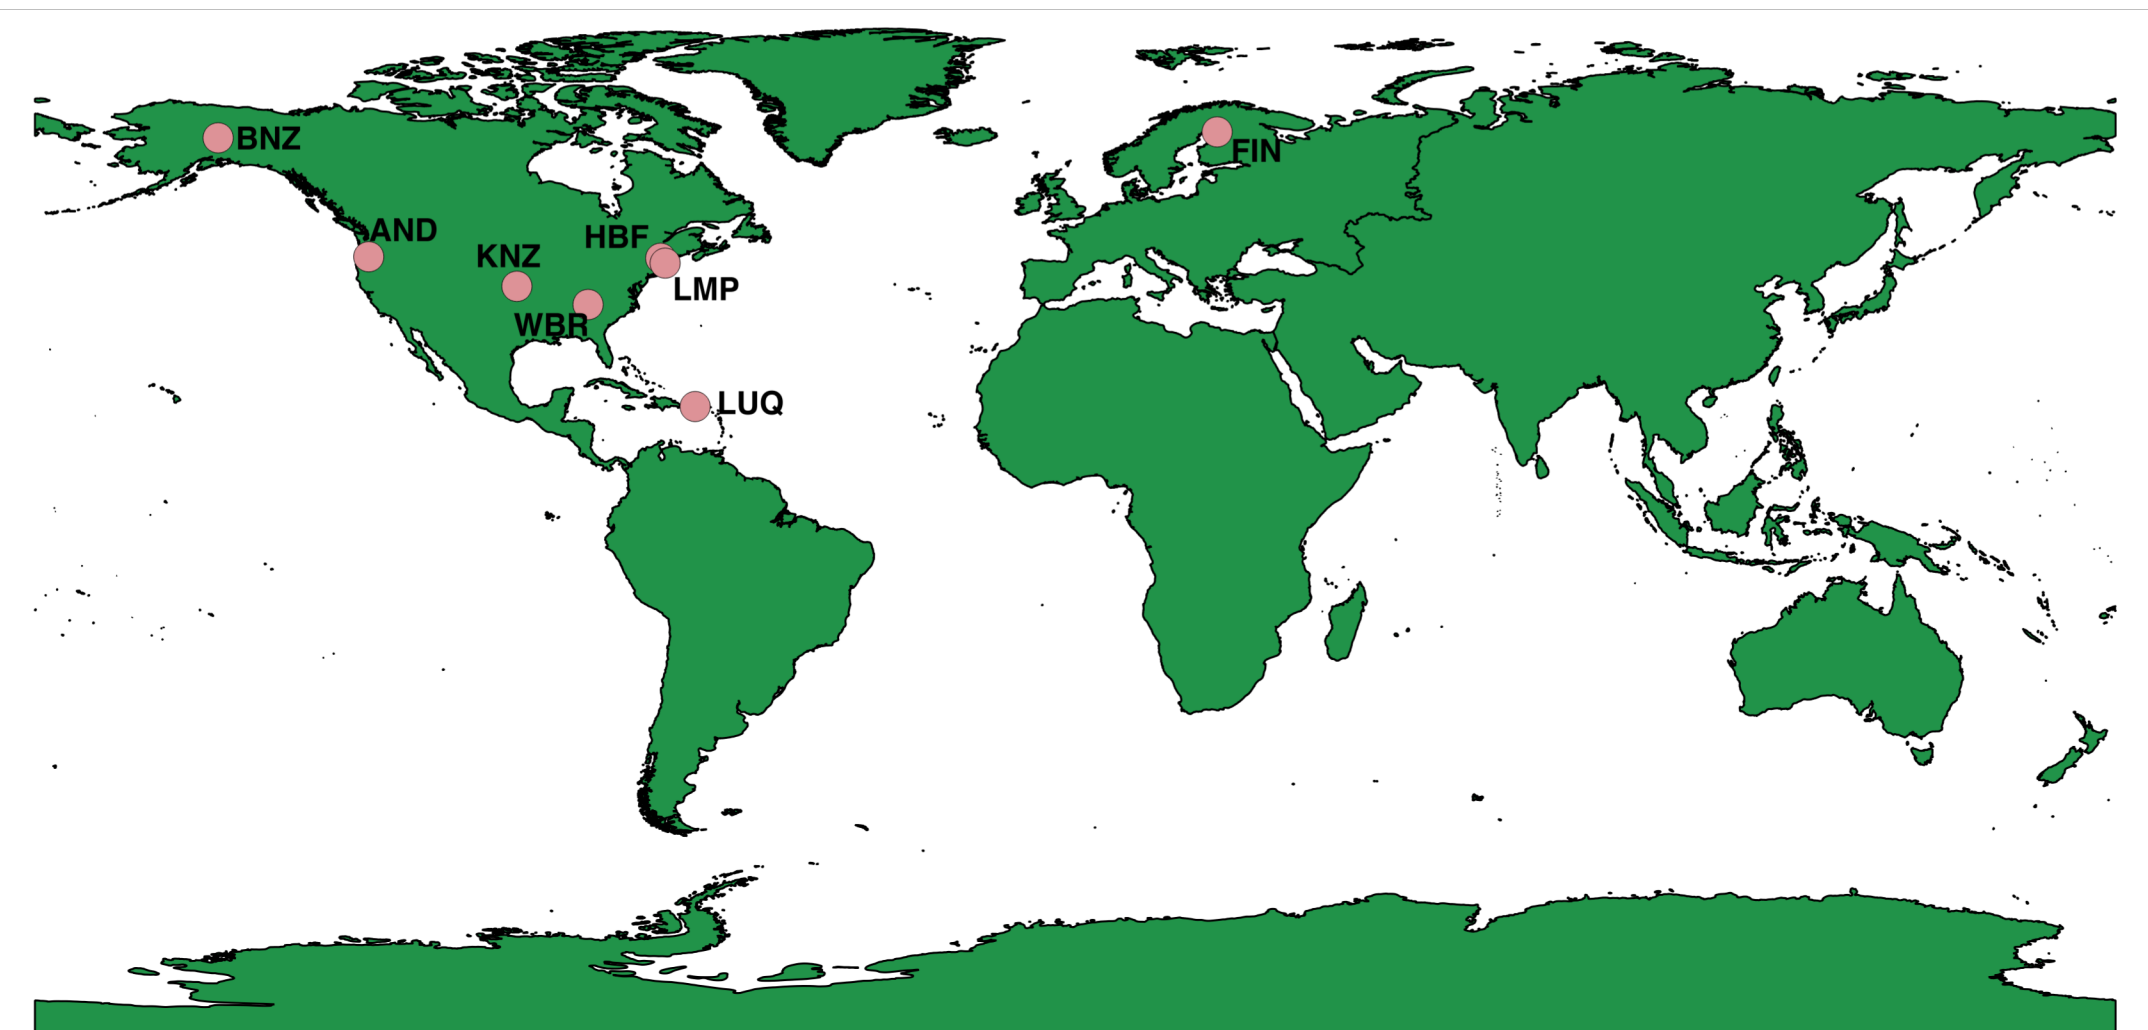 BNZ
FIN
AND
HBF
KNZ
LMP
WBR
LUQ